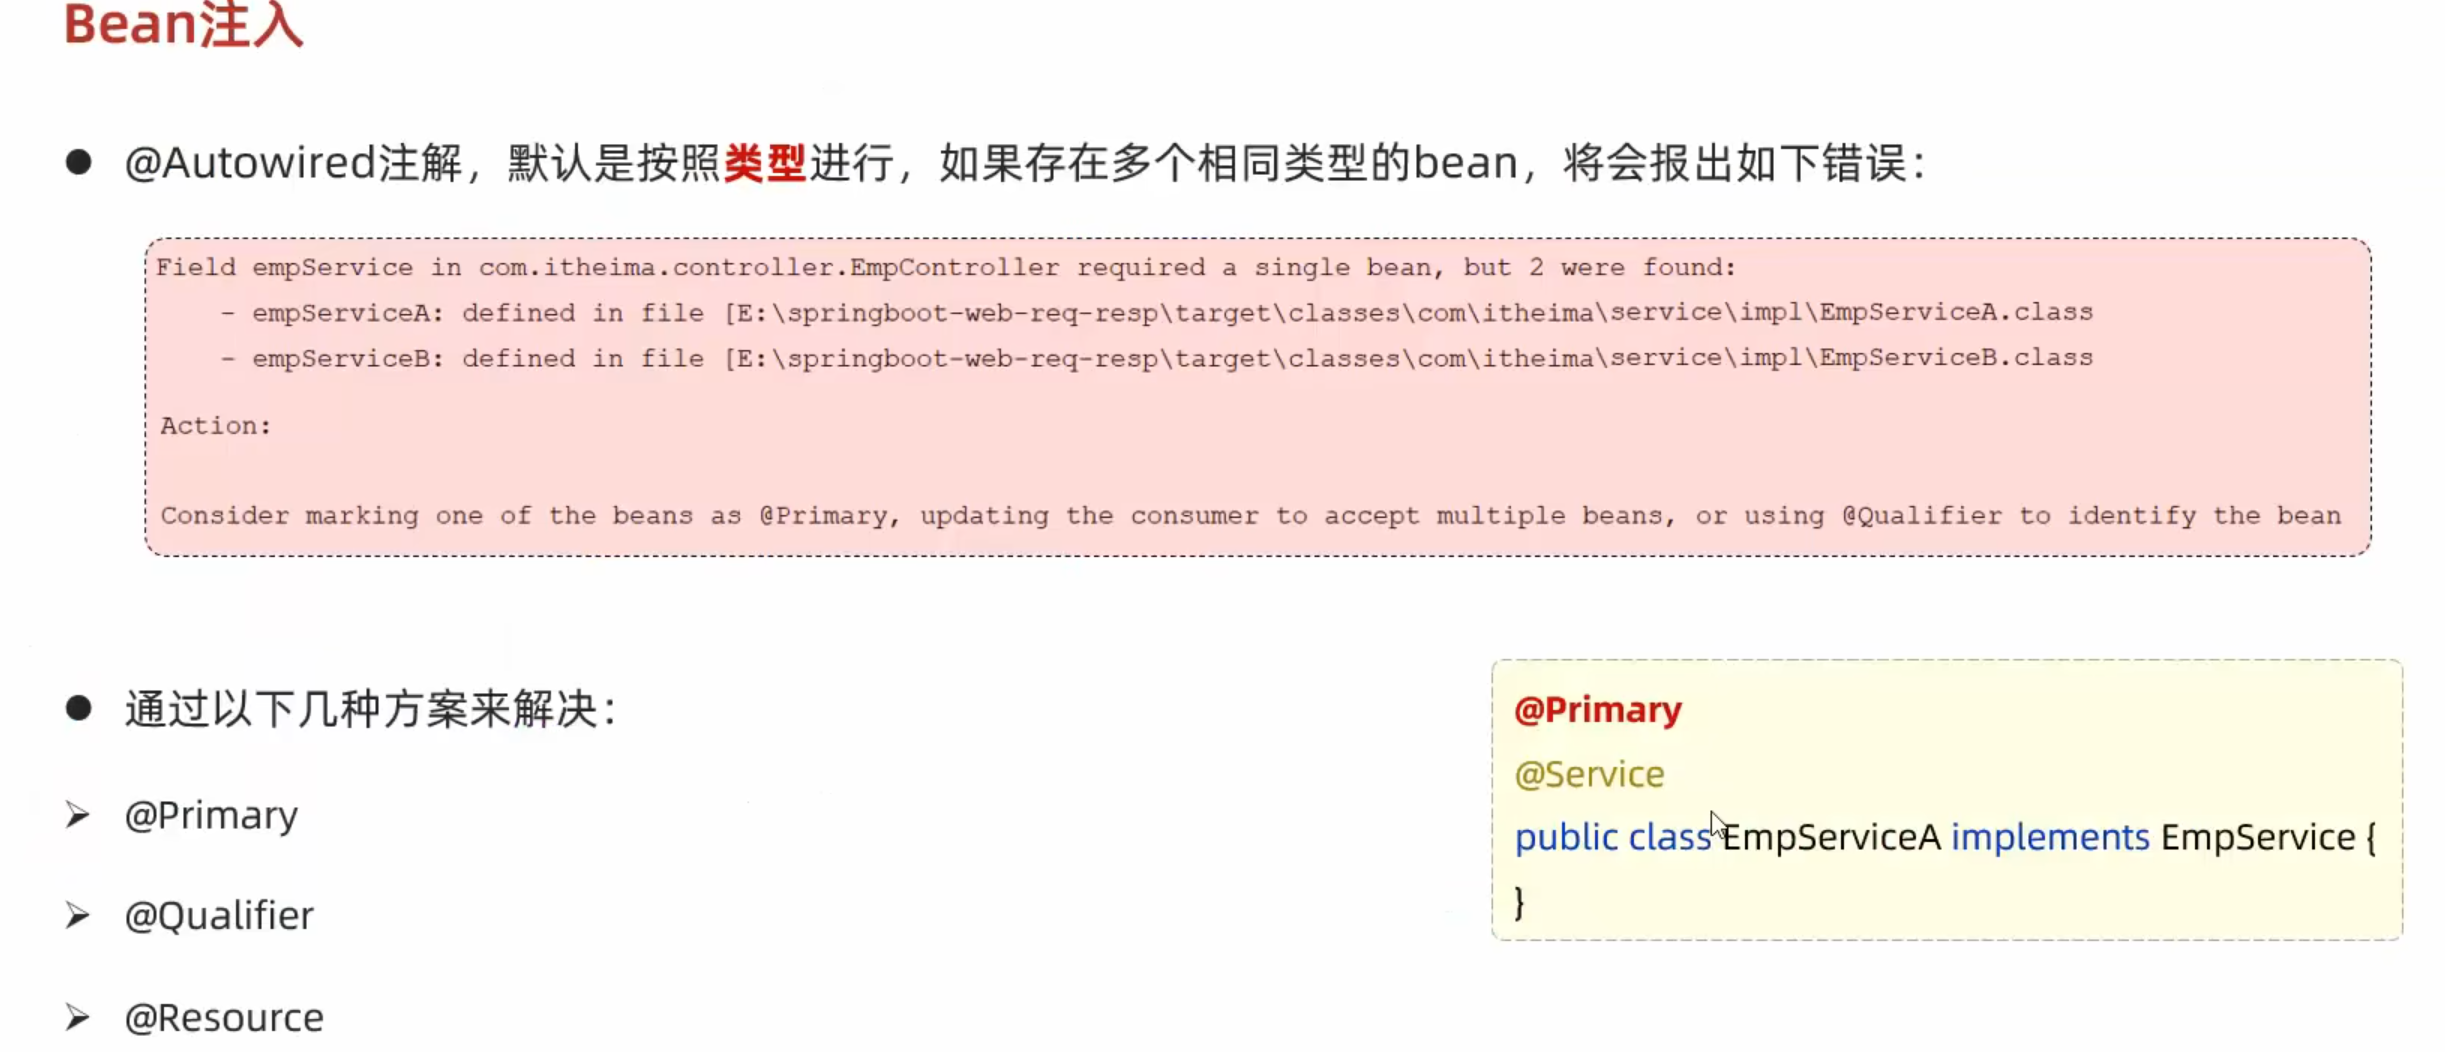 Bean注入
@Autowired注解，默认是按照类型进行，如果存在多个相同类型的bean，将会报出如下错误：
Field empService in com.itheima.controller.EmpController required a single bean, but 2 were found:
- empServiceA: defined in file [E:\springboot-web-req-resp\target\classes\com\itheima\service\impl\EmpServiceA.class
- empServiceB: defined in file [E:\springboot-web-req-resp\target\classes\com\itheima\service\impl\EmpServiceB.class
Action:
Consider marking one of the beans as @Primary, updating the consumer to accept multiple beans, or using @Qualifier to identify the bean
通过以下几种方案来解决：
@Primary
@Qualifier
@Resource
@Primary
@Service
public class EmpServiceA implements EmpService {
}